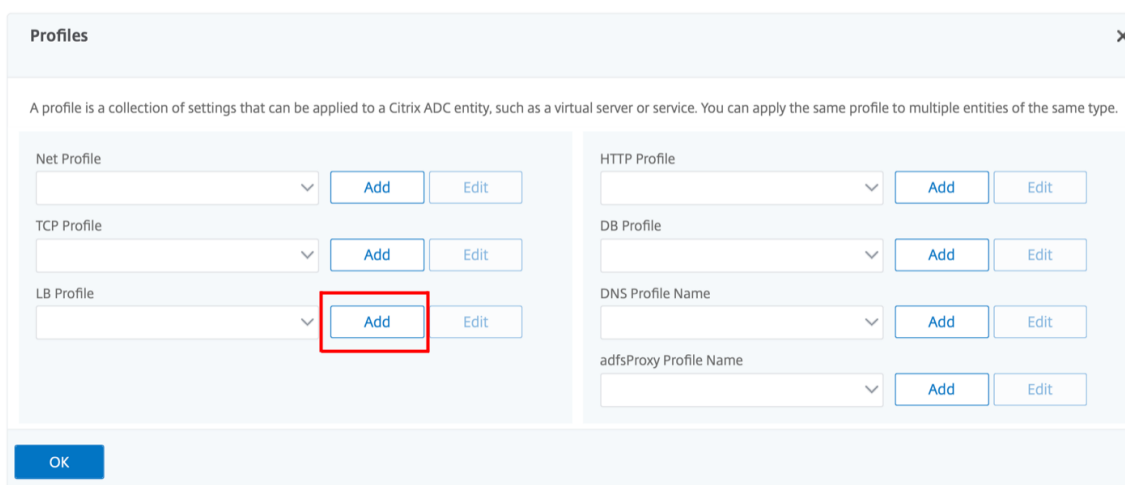 Profiles
A profile is a collection of settings that can be applied to a Citrix ADC entity, such as a virtual server or service. You can apply the same profile to multiple entities of the same type.
Net Profile
Add Edit
TCP Profile
Add Edit
LB Profile
Add Edit
HTTP Profile
Add Edit
DB Profile
Add Edit
DNS Profile Name
Add Edit
adfsProxy Profile Name
Add Edit
OK